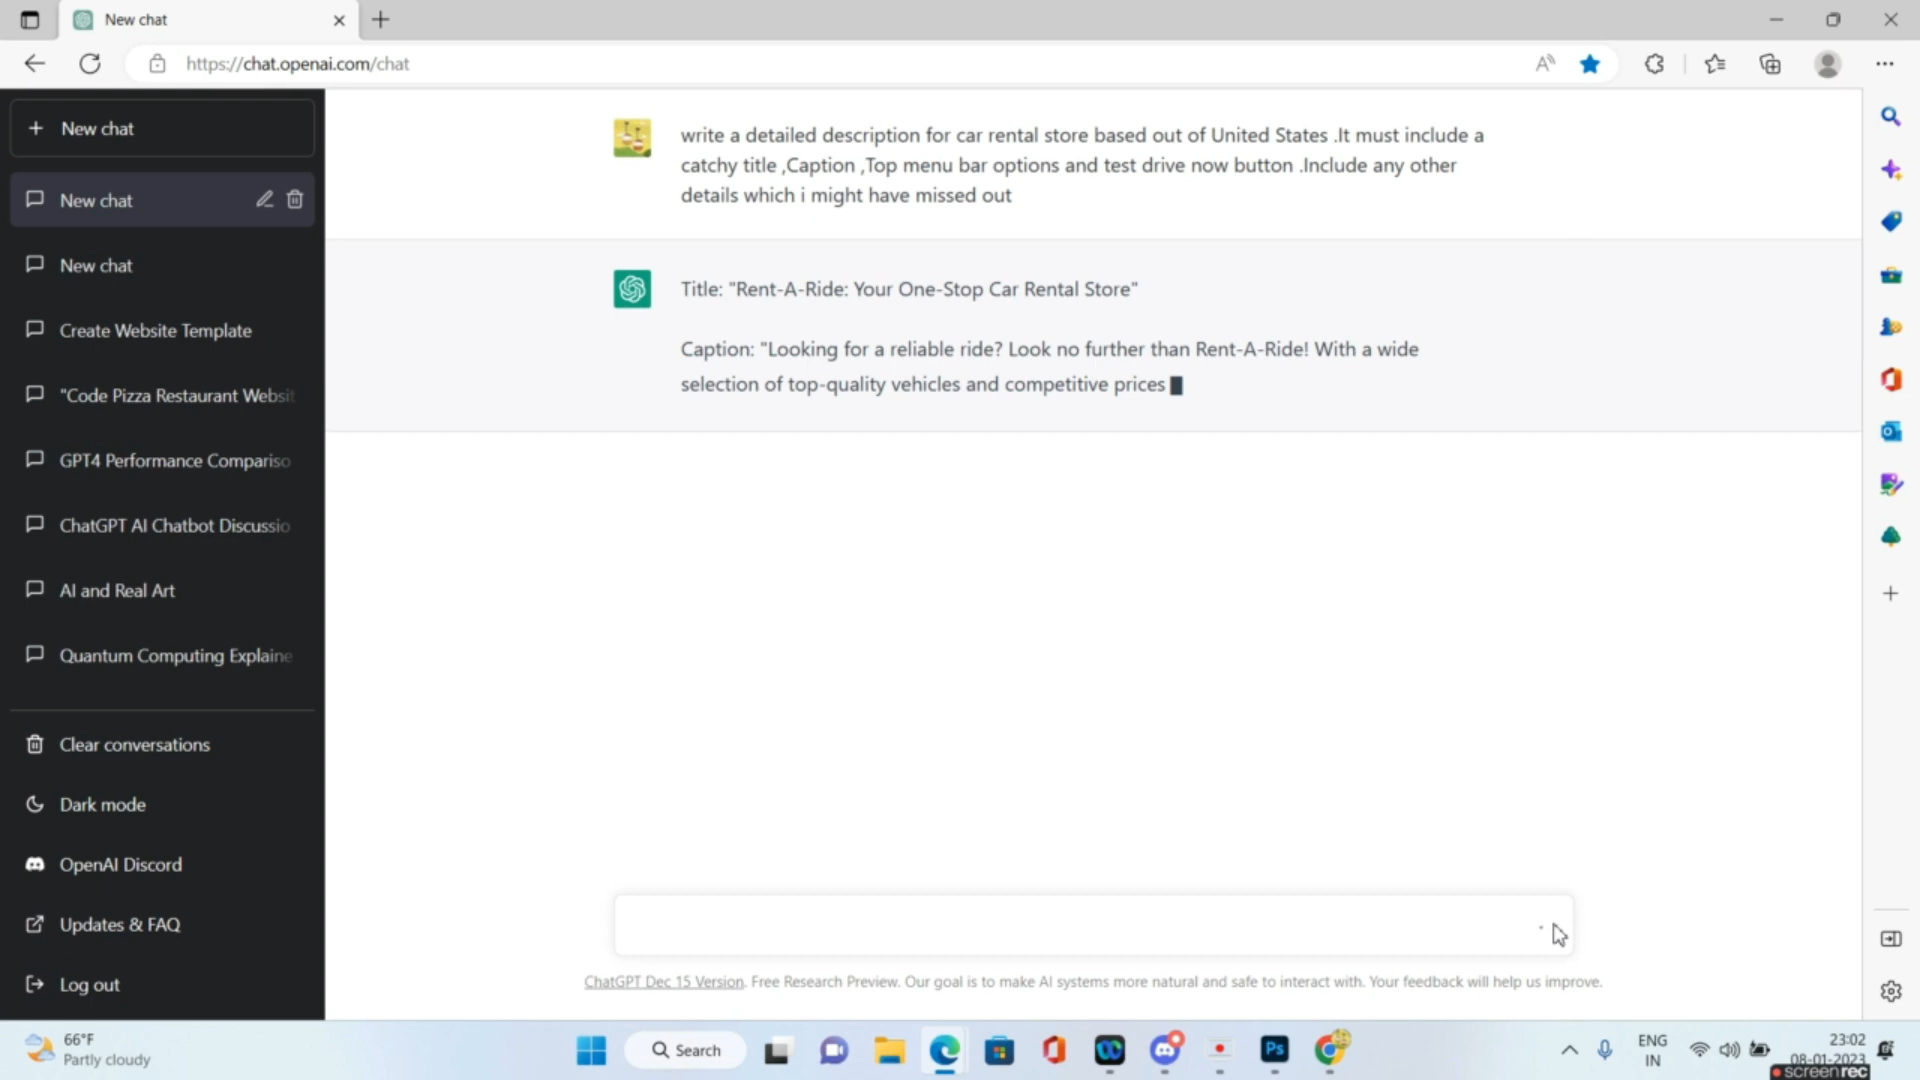 New chat
https://chat.openai.com/chat
New chat
New chat
New chat
Create Website Template
"Code Pizza Restaurant Websit
GPT4 Performance Compariso
ChatGPT AI Chatbot Discussio
AI and Real Art
Quantum Computing Explaine
Clear conversations
Dark mode
OpenAI Discord
Updates & FAQ
Log out
write a detailed description for car rental store based out of United States .It must include a
catchy title ,Caption ,Top menu bar options and test drive now button .Include any other
details which i might have missed out
Title: "Rent-A-Ride: Your One-Stop Car Rental Store"
Caption: "Looking for a reliable ride? Look no further than Rent-A-Ride! With a wide
selection of top-quality vehicles and competitive prices
ChatGPT Dec 15 Version. Free Research Preview. Our goal is to make AI systems more natural and safe to interact with. Your feedback will help us improve.
66°F
Partly cloudy
Search
Ps
ENG
IN
23:02
08-01-2023
screenrec